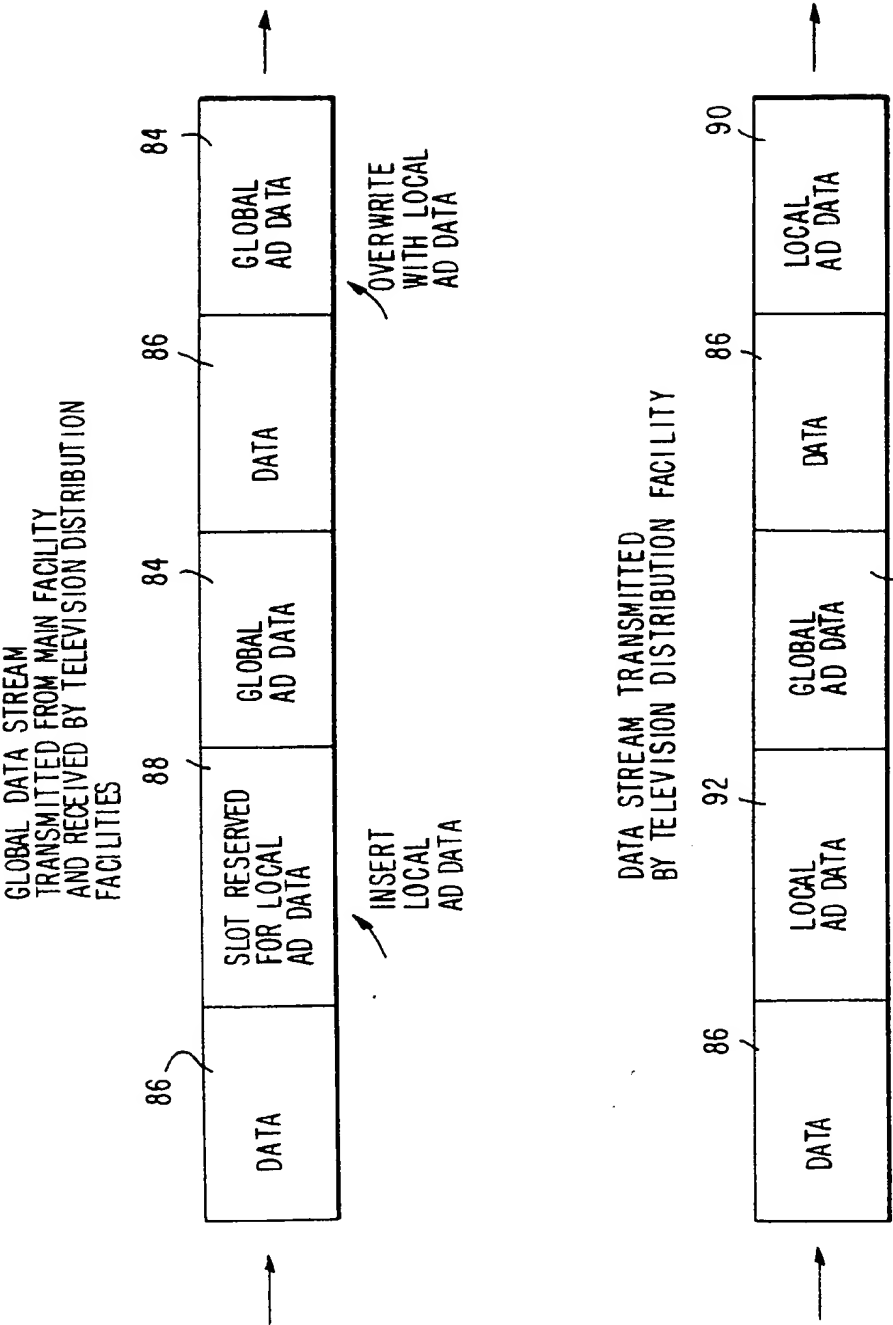 GLOBAL DATA STREAM
TRANSMITTED FROM MAIN FACILITY
AND RECEIVED BY TELEVISION DISTRIBUTION
FACILITIES
86
88
84
86
84
DATA
SLOT RESERVED
FOR LOCAL
AD DATA
GLOBAL
AD DATA
DATA
GLOBAL
AD DATA
INSERT
LOCAL
AD DATA
OVERWRITE
WITH LOCAL
AD DATA
DATA STREAM TRANSMITTED
BY TELEVISION DISTRIBUTION FACILITY
86
92
86
90
DATA
LOCAL
AD DATA
GLOBAL
AD DATA
DATA
LOCAL
AD DATA